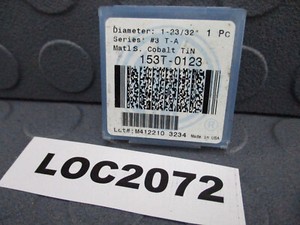 Diameter: 1-23/32" 1 Pc
Series: #3 T-A
Matl S. Cobalt TiN
153T-0123
Lot#:M412210 3234 Made in USA
LOC2072